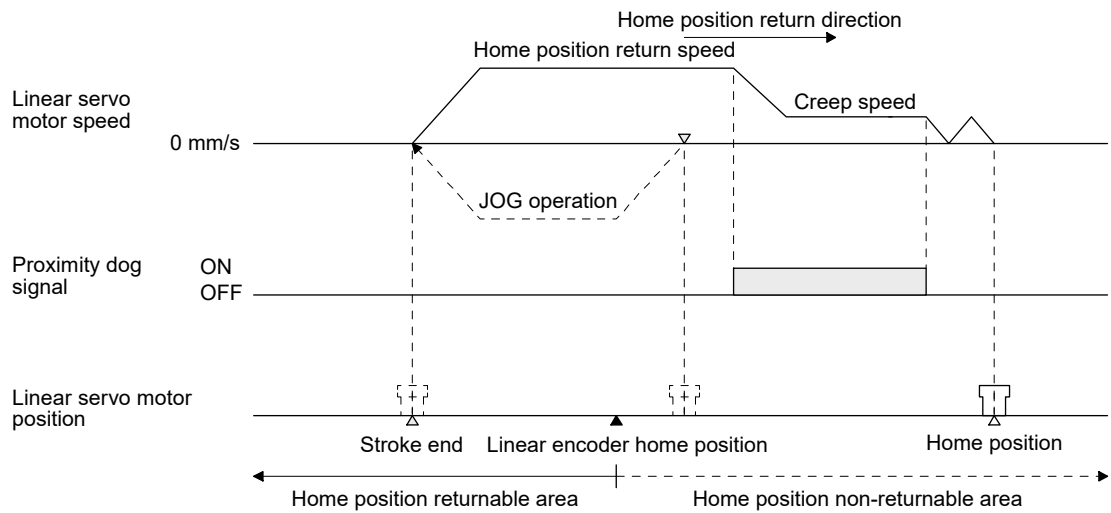 Home position return direction
Home position return speed
Linear servo
motor speed
Creep speed
0 mm/s
JOG operation
Proximity dog
signal
ON
OFF
Linear servo motor
position
Stroke end
Linear encoder home position
Home position
Home position returnable area
Home position non-returnable area